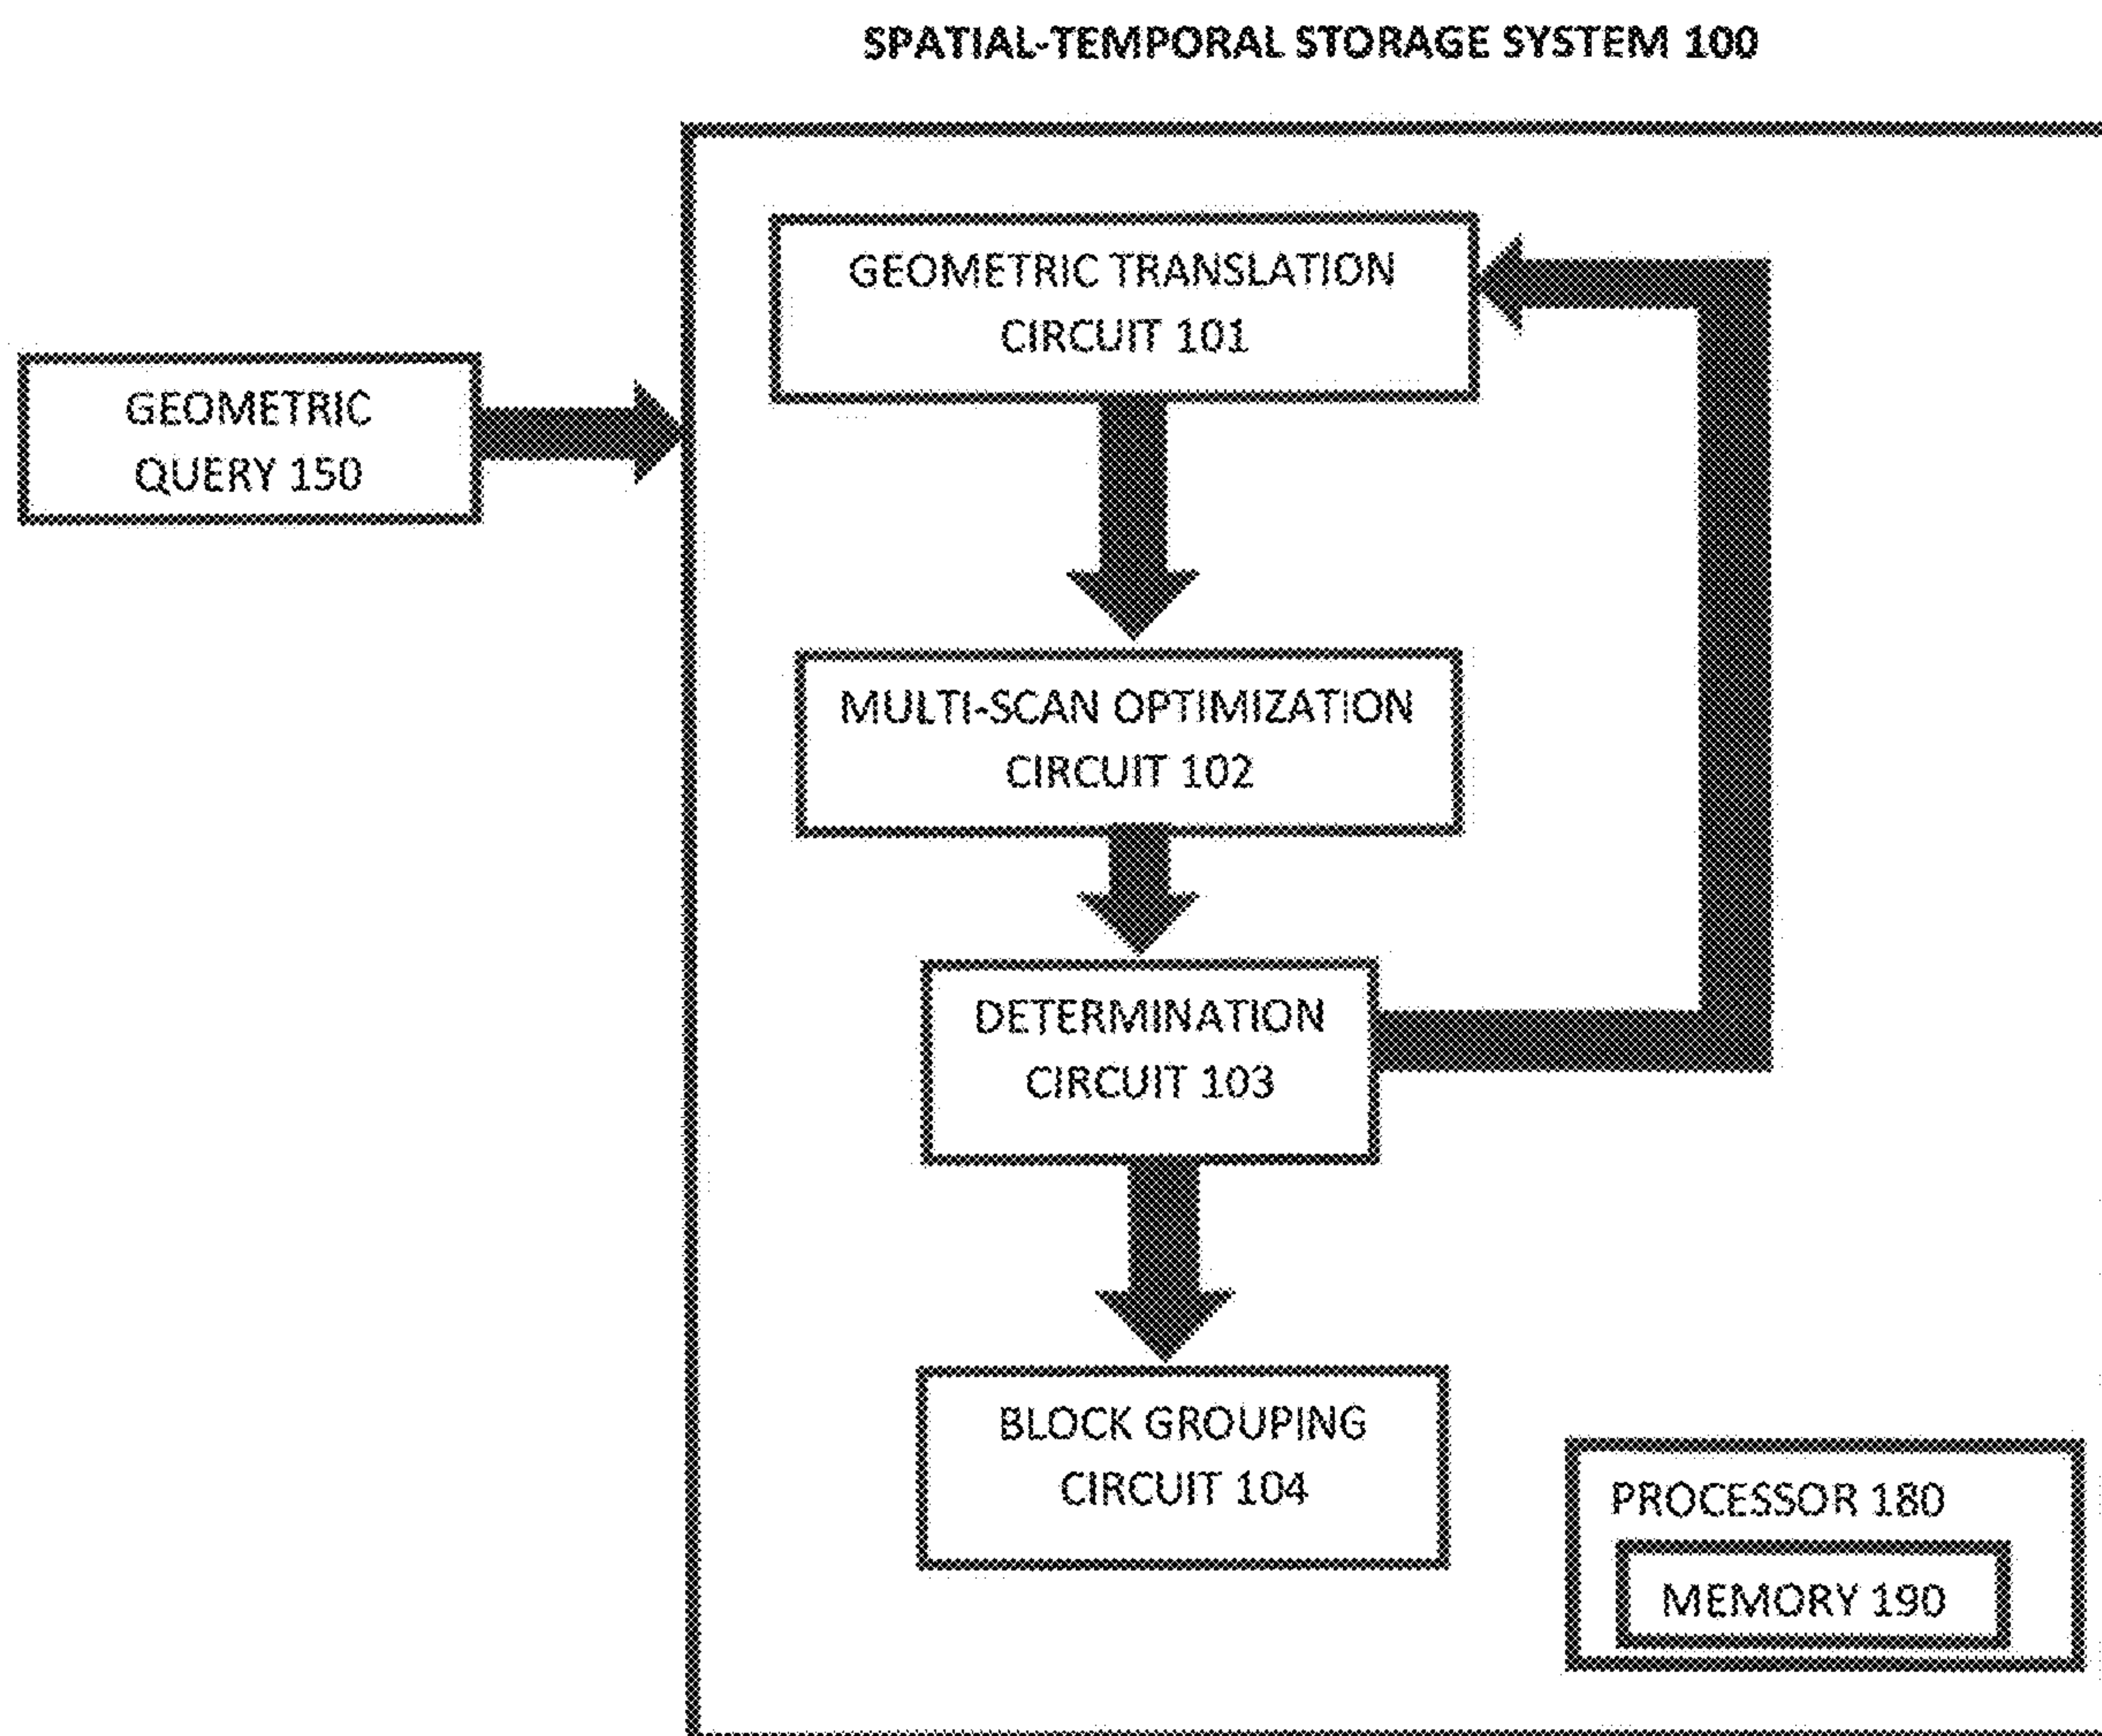 SPATIAL-TEMPORAL STORAGE SYSTEM 100
GEOMETRIC TRANSLATION
CIRCUIT 101
GEOMETRIC
QUERY 150
MULTI-SCAN OPTIMIZATION
CIRCUIT 102
DETERMINATION
CIRCUIT 103
BLOCK GROUPING
CIRCUIT 104
PROCESSOR 180
MEMORY 190